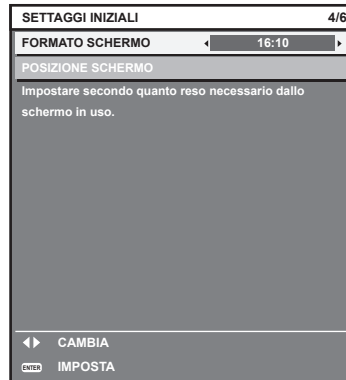 SETTAGGI INIZIALI 4/6
FORMATO SCHERMO 16:10
POSIZIONE SCHERMO
Impostare secondo quanto reso necessario dallo
schermo in uso.
CAMBIA
ENTER IMPOSTA